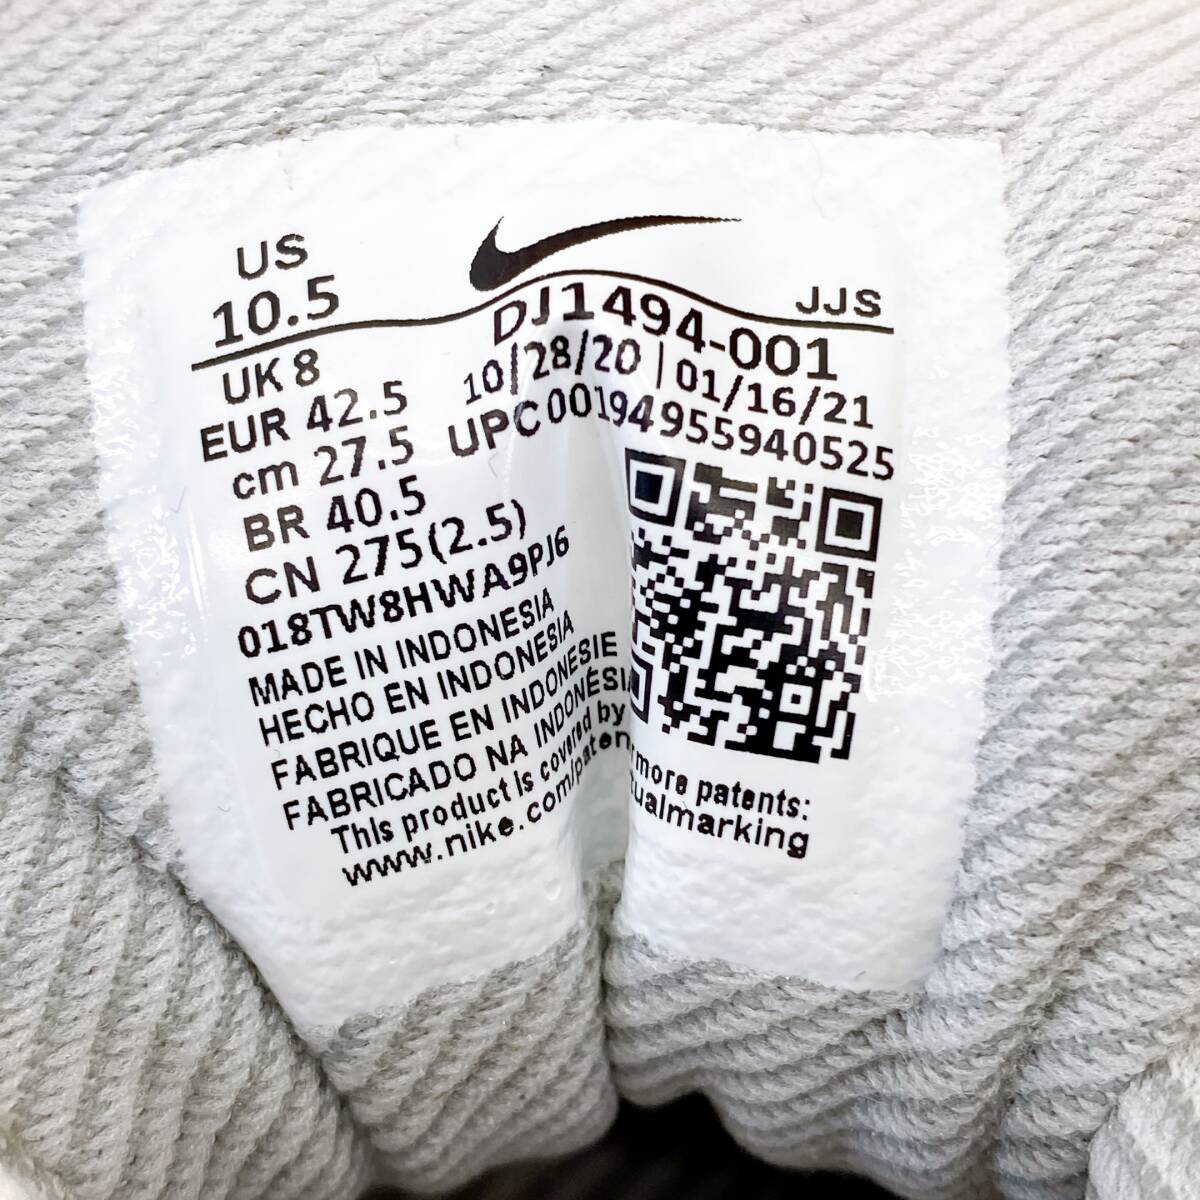 US
10.5
JJS
UK 8
EUR 42.5
cm 27.5
BR 40.5
CN 275(2.5)
DJ1494-001
10/28/20 | 01/16/21
UPC 00194955940525
018TW8HWA9PJ6
MADE IN INDONESIA
HECHO EN INDONESIA
FABRIQUE EN INDONESIE
FABRICADO NA INDONÉSI
This product is covered by more patents:
www.nike.com/paten